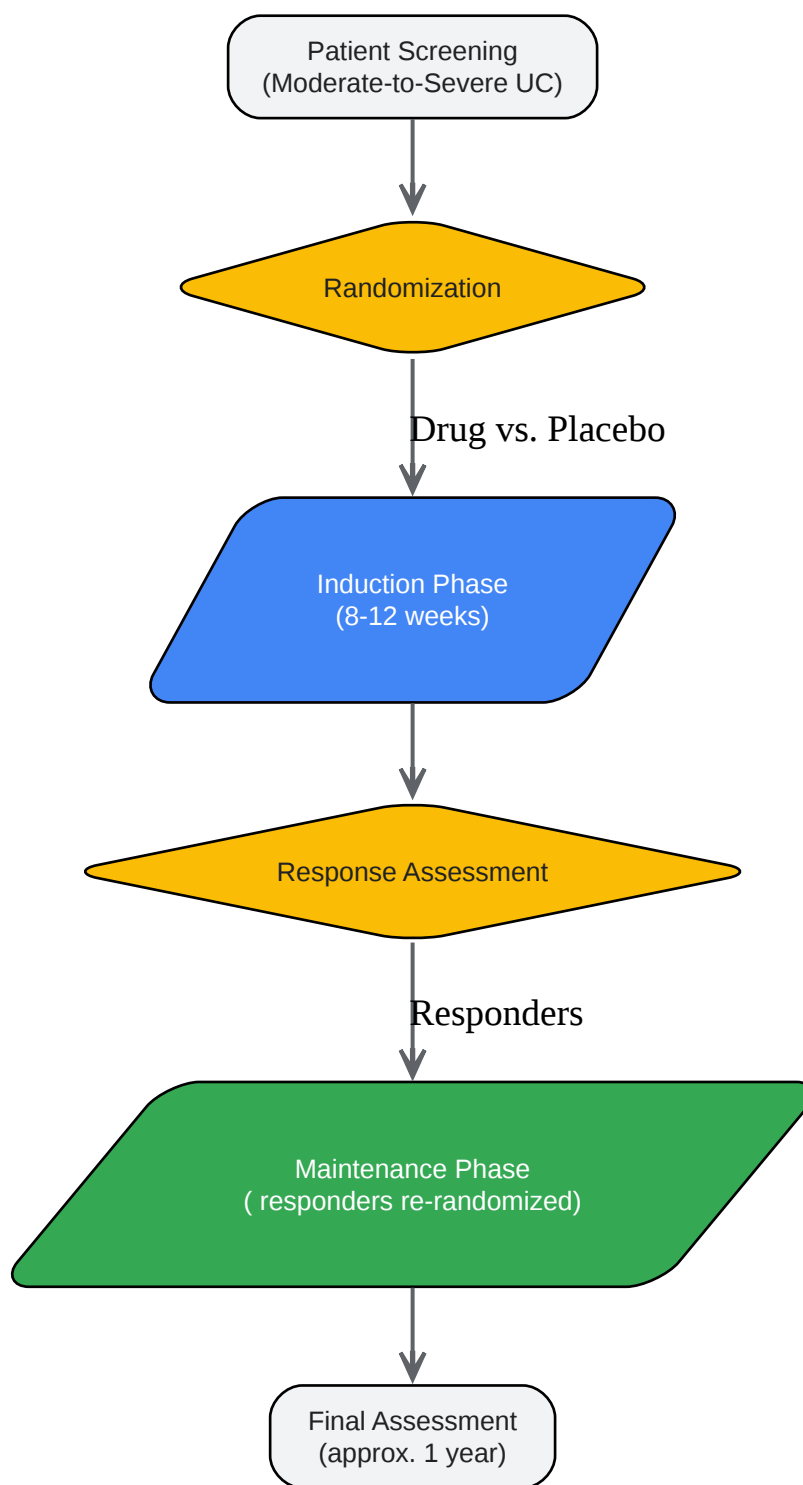 Patient Screening
(Moderate-to-Severe UC)
Randomization
Drug vs. Placebo
Induction Phase
(8-12 weeks)
Response Assessment
Responders
Maintenance Phase
( responders re-randomized)
Final Assessment
(approx. 1 year)